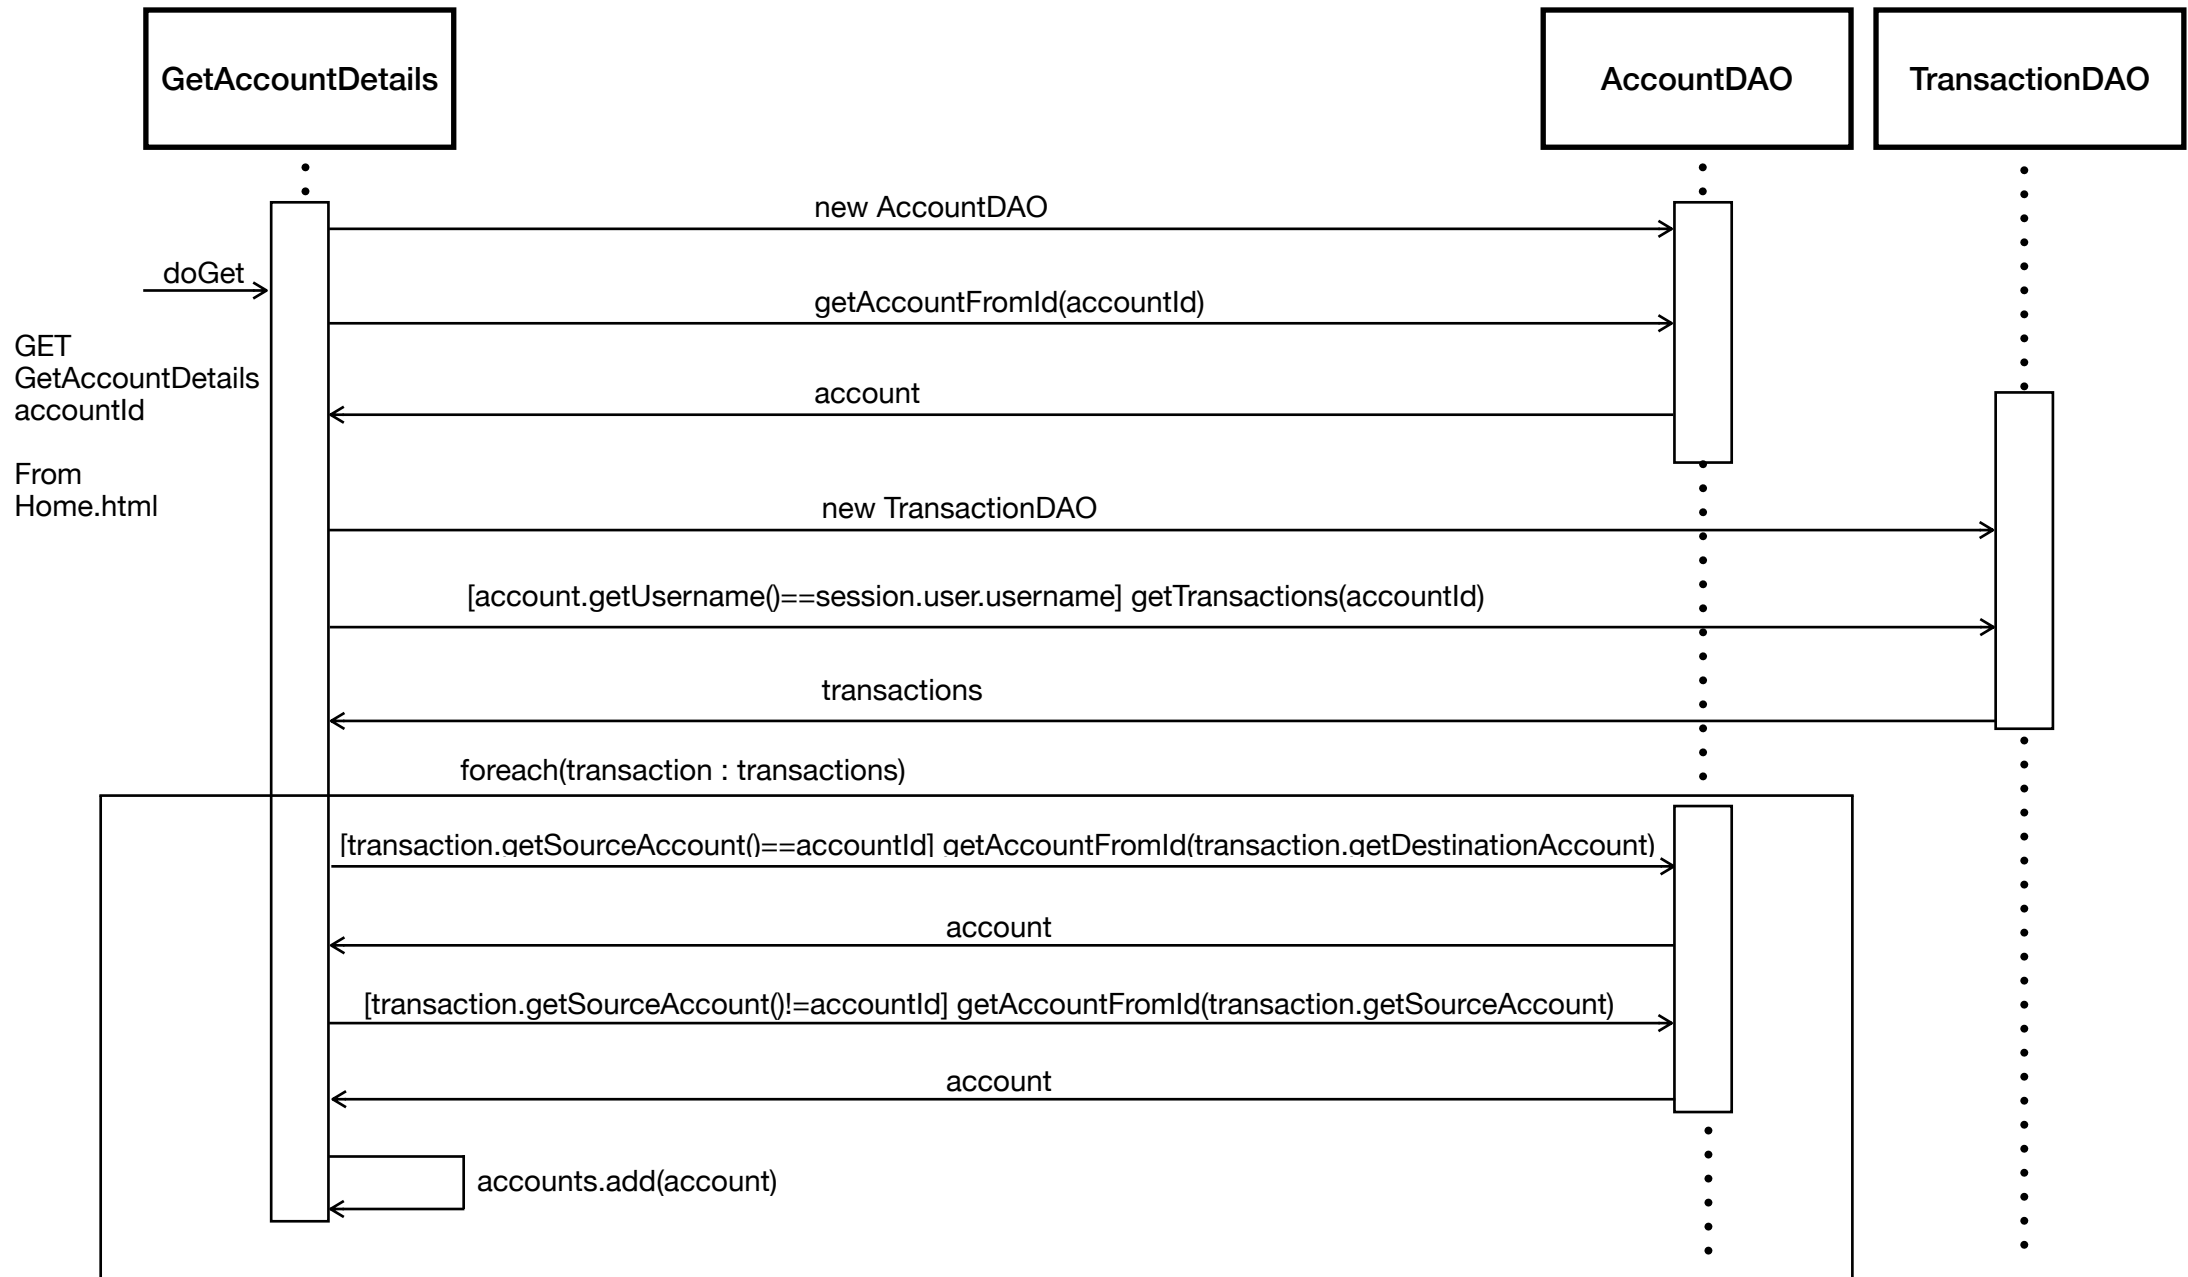 GetAccountDetails
AccountDAO
TransactionDAO
new AccountDAO
doGet
getAccountFromId(accountId)
GET
GetAccountDetails
accountId
account
From
Home.html
new TransactionDAO
[account.getUsername()==session.user.username] getTransactions(accountId)
transactions
foreach(transaction : transactions)
[transaction.getSourceAccount()==accountId] getAccountFromId(transaction.getDestinationAccount)
account
[transaction.getSourceAccount()!=accountId] getAccountFromId(transaction.getSourceAccount)
account
accounts.add(account)